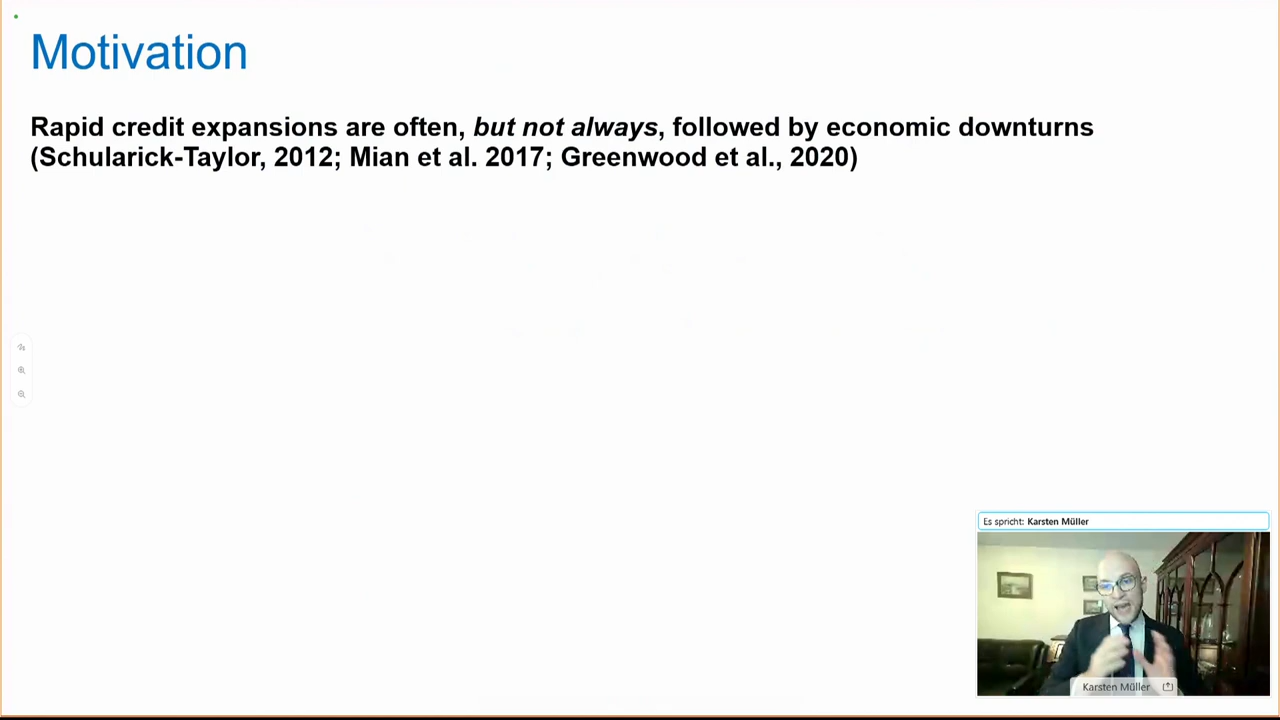 Motivation
Rapid credit expansions are often, but not always, followed by economic downturns
(Schularick-Taylor, 2012; Mian et al. 2017; Greenwood et al., 2020)
Es spricht: Karsten Müller
Karsten Müller